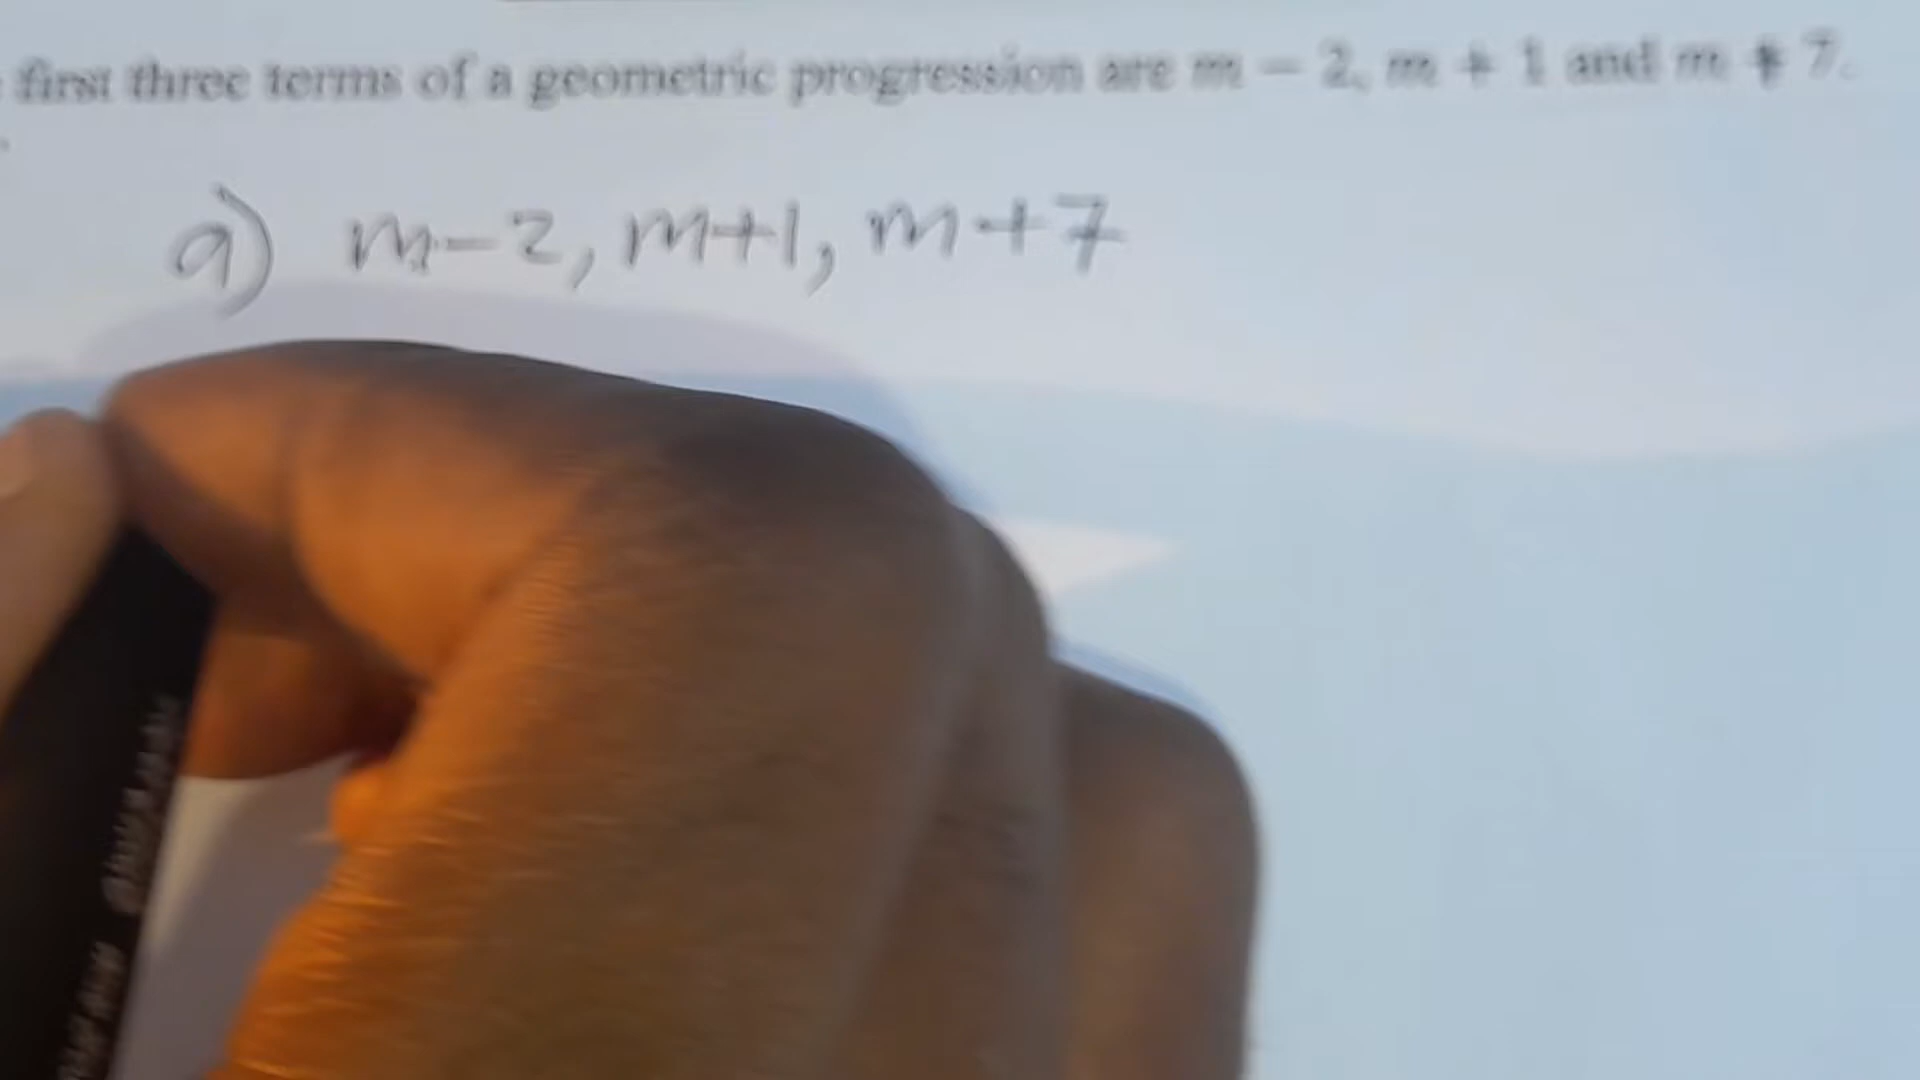 first three terms of a geometric progression are m − 2, m + 1 and m + 7.
a) m-2, m+1, m+7